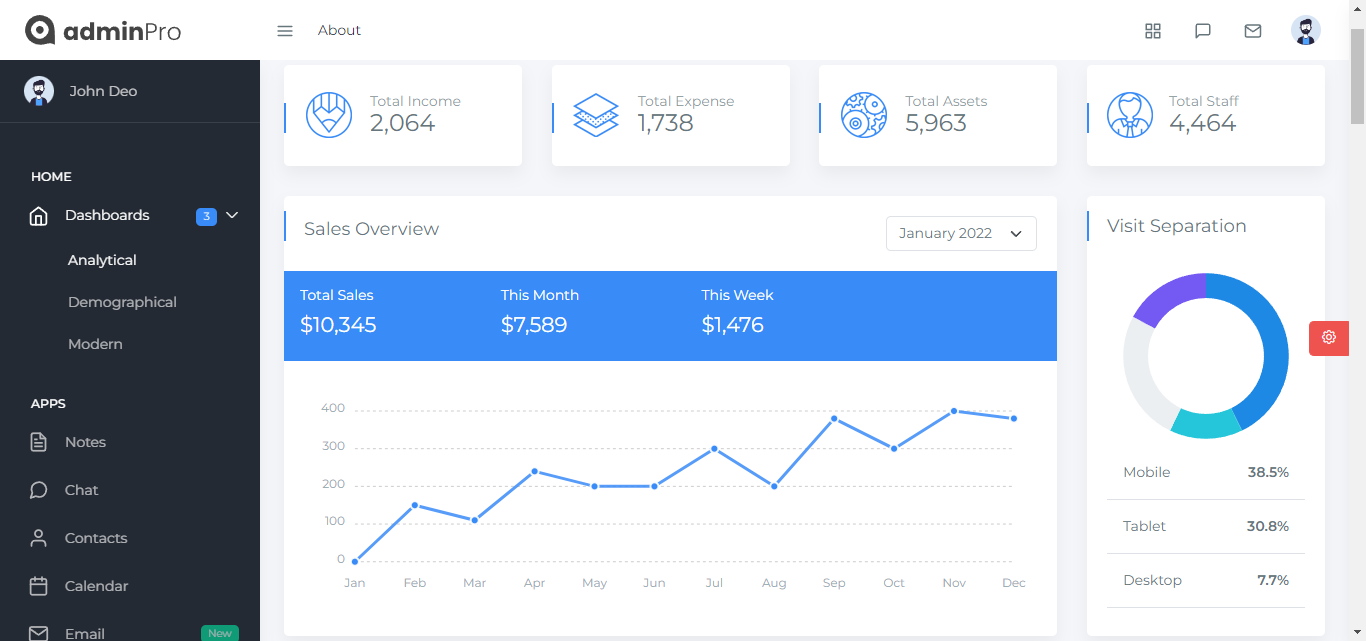 adminPro
About
John Deo
HOME
Dashboards 3
Analytical
Demographical
Modern
APPS
Notes
Chat
Contacts
Calendar
Email New
Total Income
2,064
Total Expense
1,738
Total Assets
5,963
Total Staff
4,464
Sales Overview
January 2022
Total Sales
$10,345
This Month
$7,589
This Week
$1,476
400
300
200
100
0
Jan Feb Mar Apr May Jun Jul Aug Sep Oct Nov Dec
Visit Separation
Mobile 38.5%
Tablet 30.8%
Desktop 7.7%